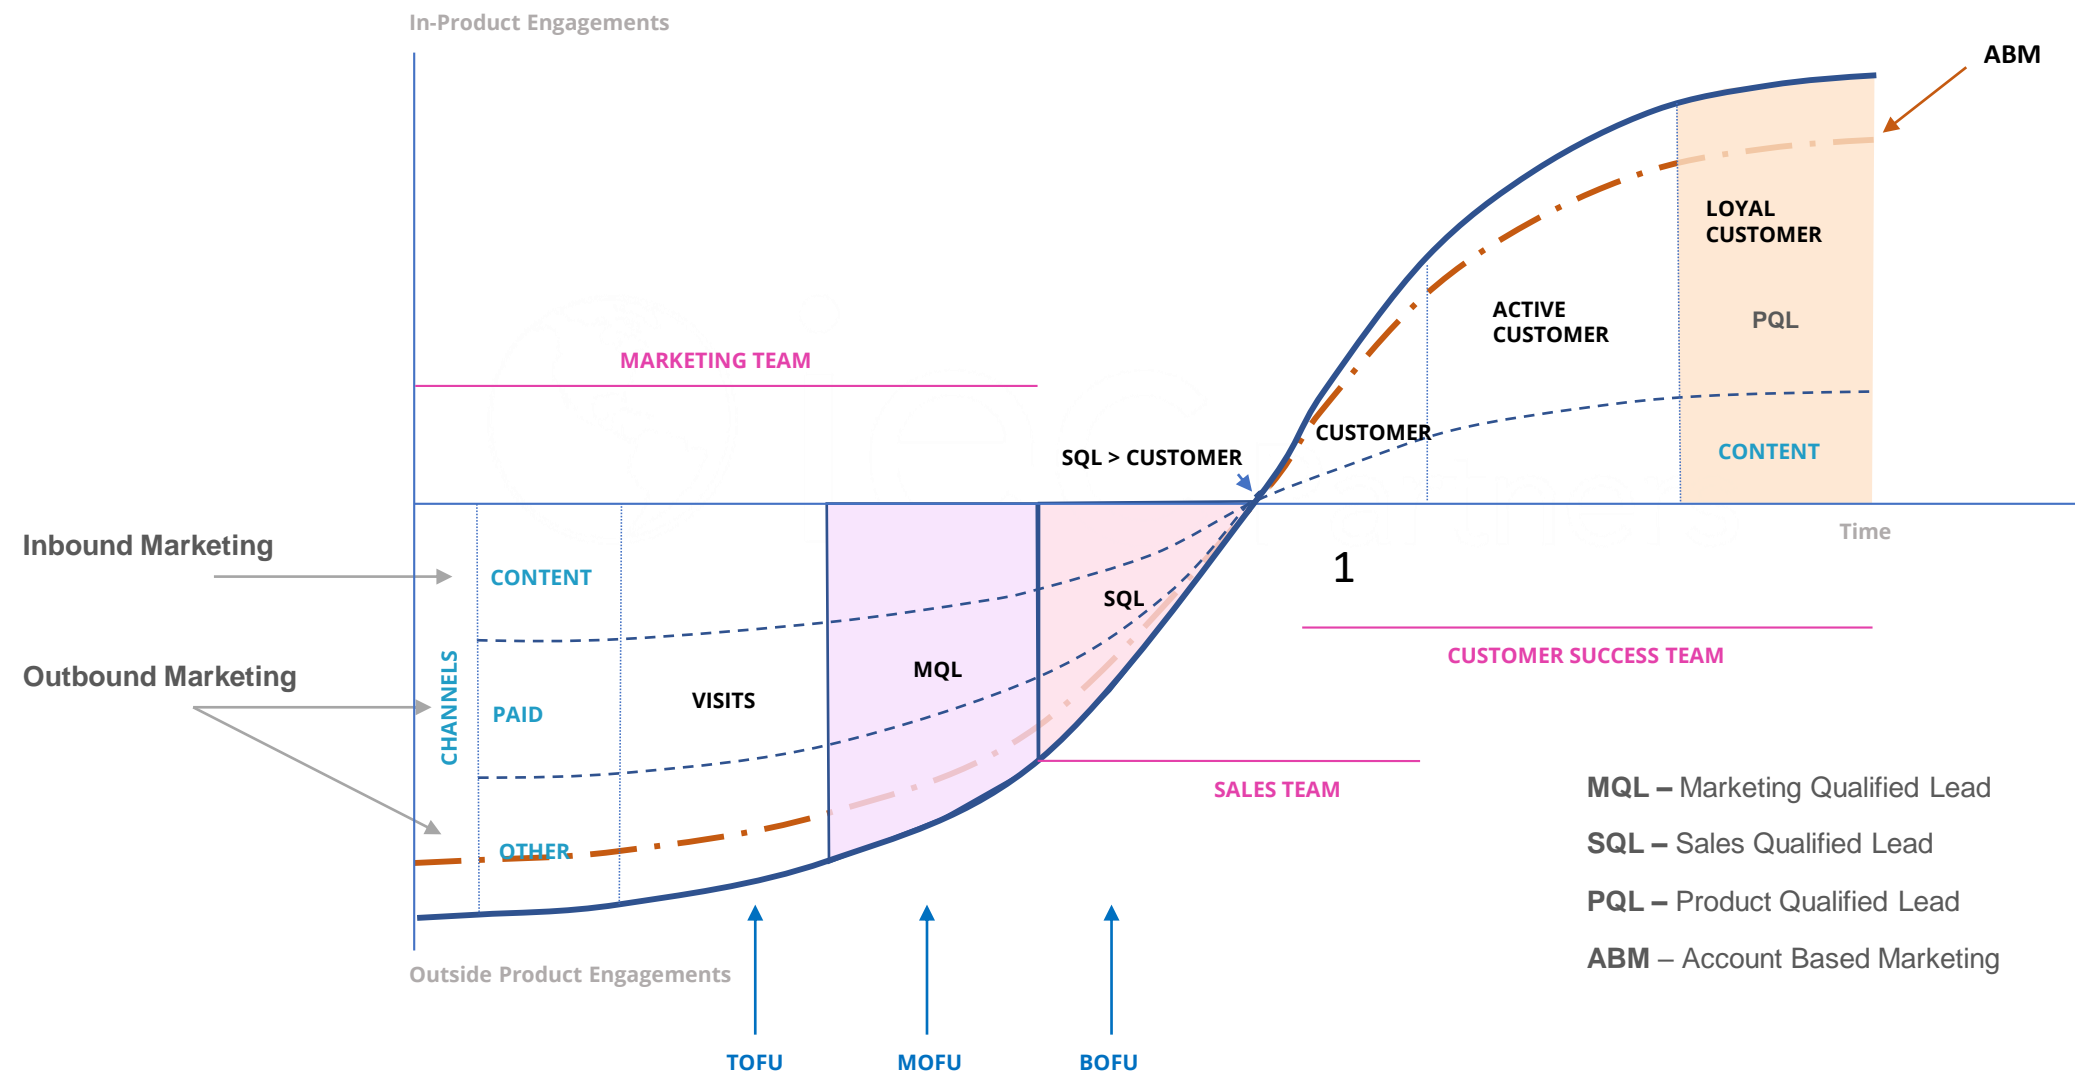 In-Product Engagements
ABM
LOYAL
CUSTOMER
ACTIVE
CUSTOMER
PQL
MARKETING TEAM
CUSTOMER
SQL > CUSTOMER
CONTENT
Time
Inbound Marketing
CONTENT
1
SQL
CUSTOMER SUCCESS TEAM
Outbound Marketing
CHANNELS
MQL
VISITS
PAID
SALES TEAM
OTHER
MQL – Marketing Qualified Lead
SQL – Sales Qualified Lead
PQL – Product Qualified Lead
ABM – Account Based Marketing
Outside Product Engagements
TOFU
MOFU
BOFU